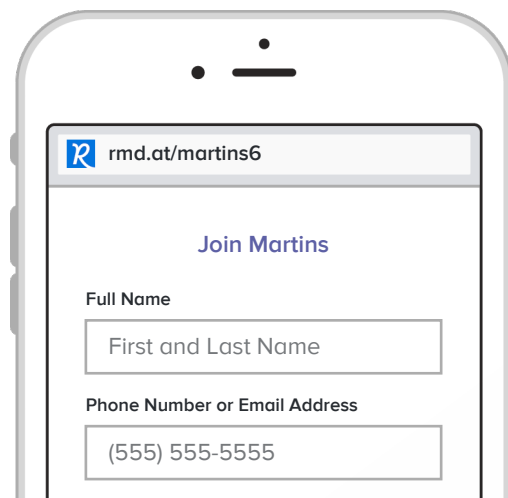 rmd.at/martins6
Join Martins
Full Name
First and Last Name
Phone Number or Email Address
(555) 555-5555